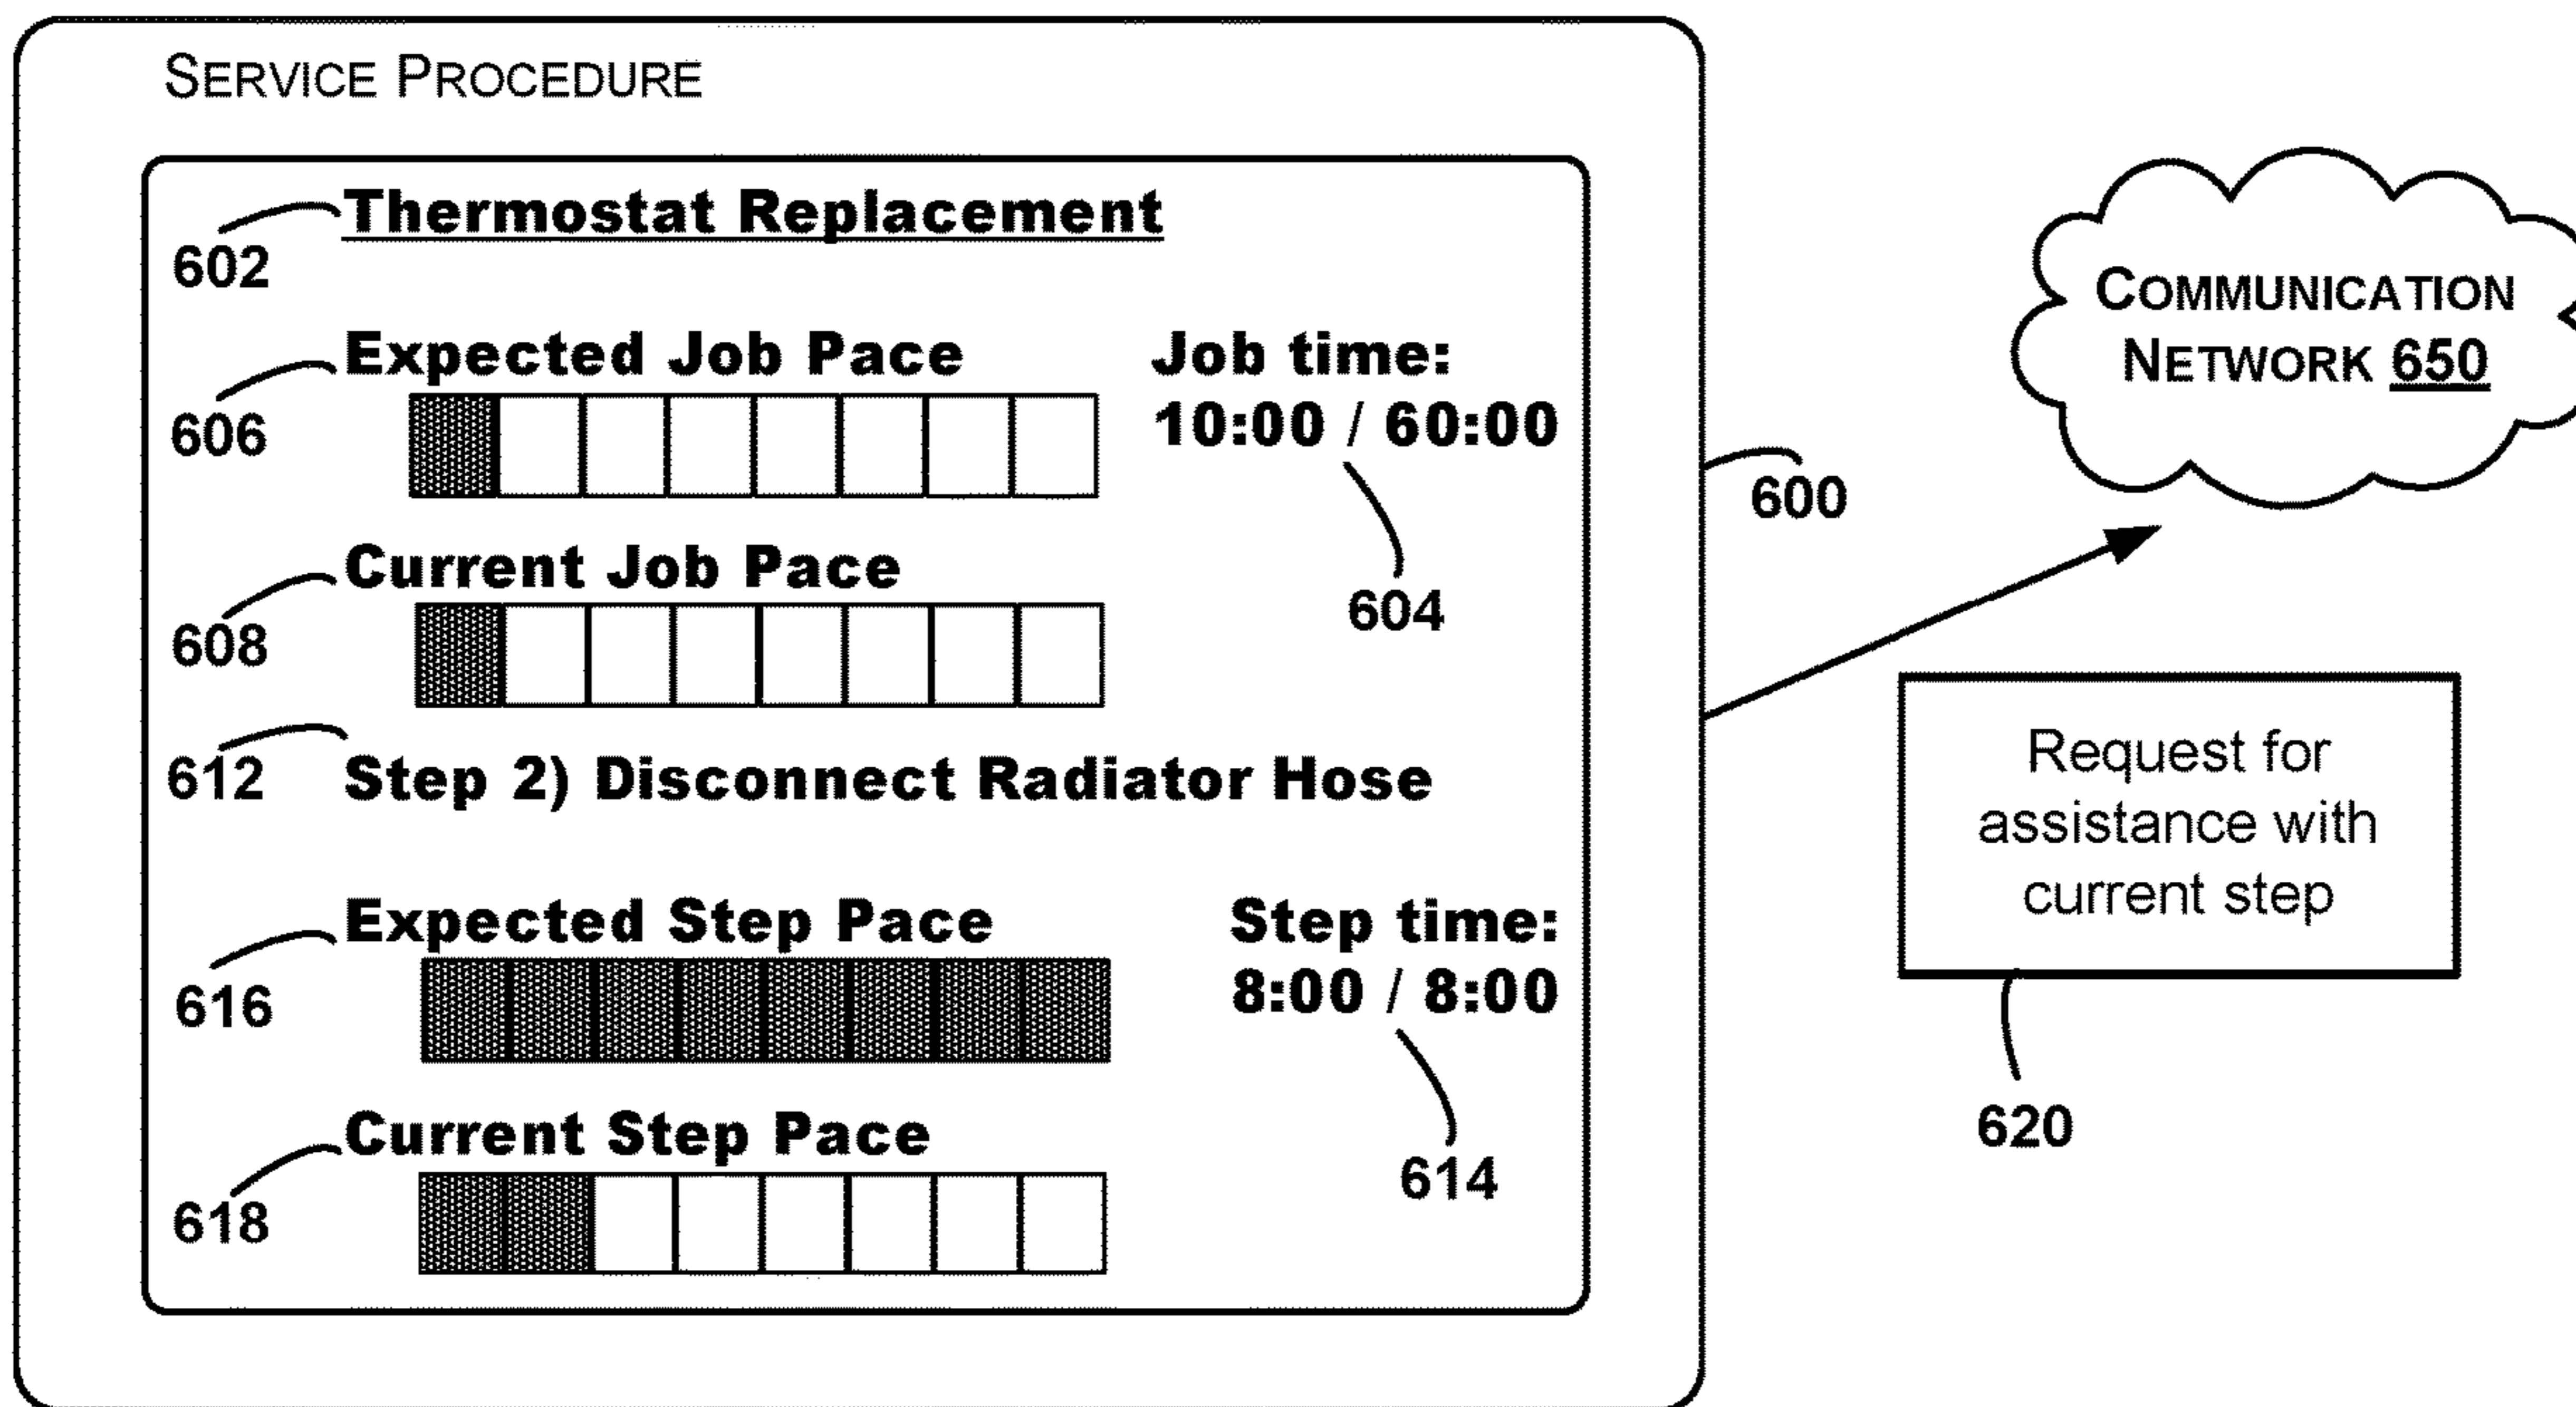 SERVICE PROCEDURE
Thermostat Replacement
602
Expected Job Pace
606
Job time:
10:00 / 60:00
604
Current Job Pace
608
612
Step 2) Disconnect Radiator Hose
Expected Step Pace
616
Step time:
8:00 / 8:00
614
Current Step Pace
618
600
COMMUNICATION
NETWORK 650
Request for
assistance with
current step
620